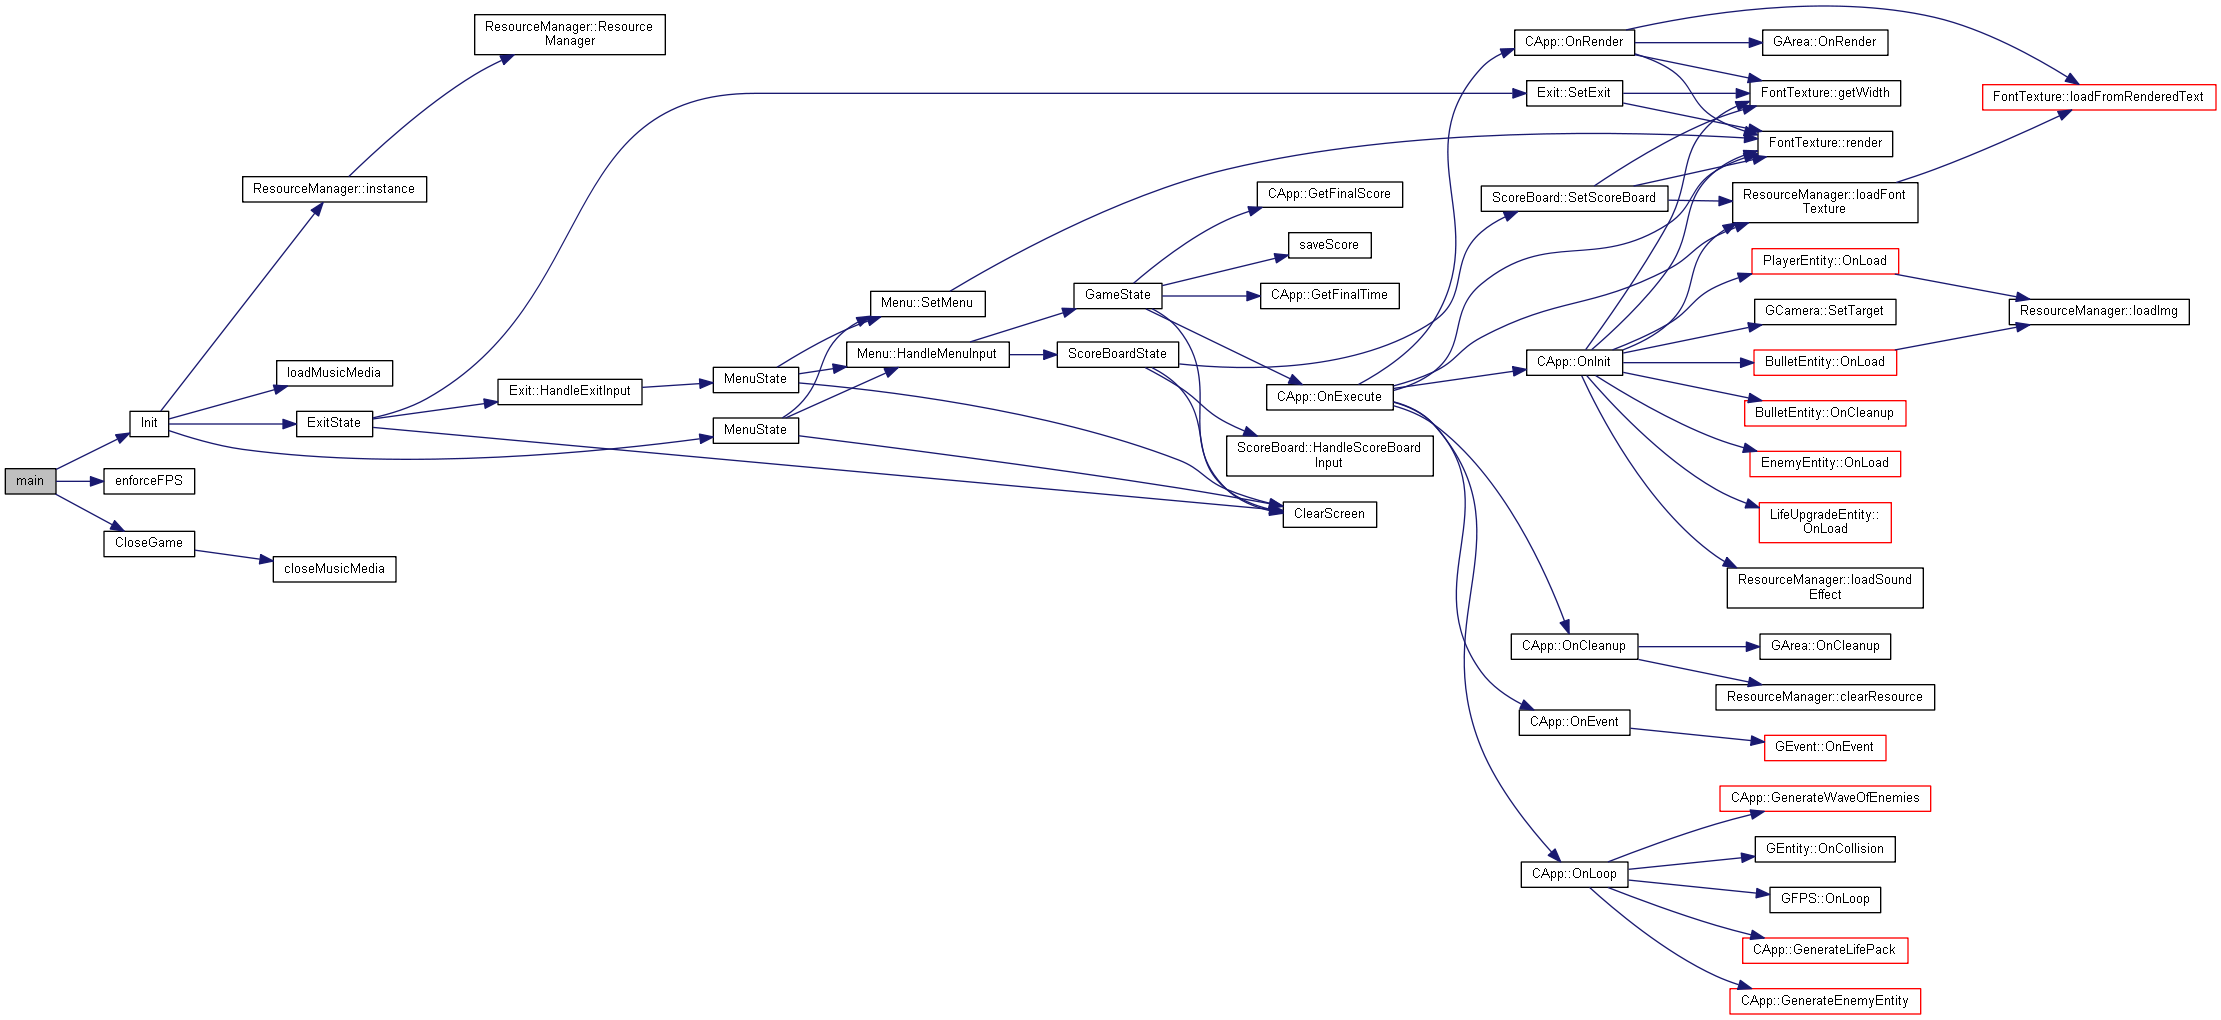 main
Init
enforceFPS
CloseGame
ResourceManager::instance
loadMusicMedia
ExitState
closeMusicMedia
ResourceManager::Resource
Manager
Exit::HandleExitInput
MenuState
MenuState
Menu::SetMenu
Menu::HandleMenuInput
GameState
ScoreBoardState
CApp::GetFinalScore
saveScore
CApp::GetFinalTime
CApp::OnExecute
ScoreBoard::HandleScoreBoard
Input
ClearScreen
CApp::OnRender
Exit::SetExit
ScoreBoard::SetScoreBoard
CApp::OnInit
CApp::OnCleanup
CApp::OnEvent
CApp::OnLoop
GArea::OnRender
FontTexture::getWidth
FontTexture::render
ResourceManager::loadFont
Texture
PlayerEntity::OnLoad
GCamera::SetTarget
BulletEntity::OnLoad
BulletEntity::OnCleanup
EnemyEntity::OnLoad
LifeUpgradeEntity::
OnLoad
ResourceManager::loadSound
Effect
GArea::OnCleanup
ResourceManager::clearResource
GEvent::OnEvent
CApp::GenerateWaveOfEnemies
GEntity::OnCollision
GFPS::OnLoop
CApp::GenerateLifePack
CApp::GenerateEnemyEntity
FontTexture::loadFromRenderedText
ResourceManager::loadImg